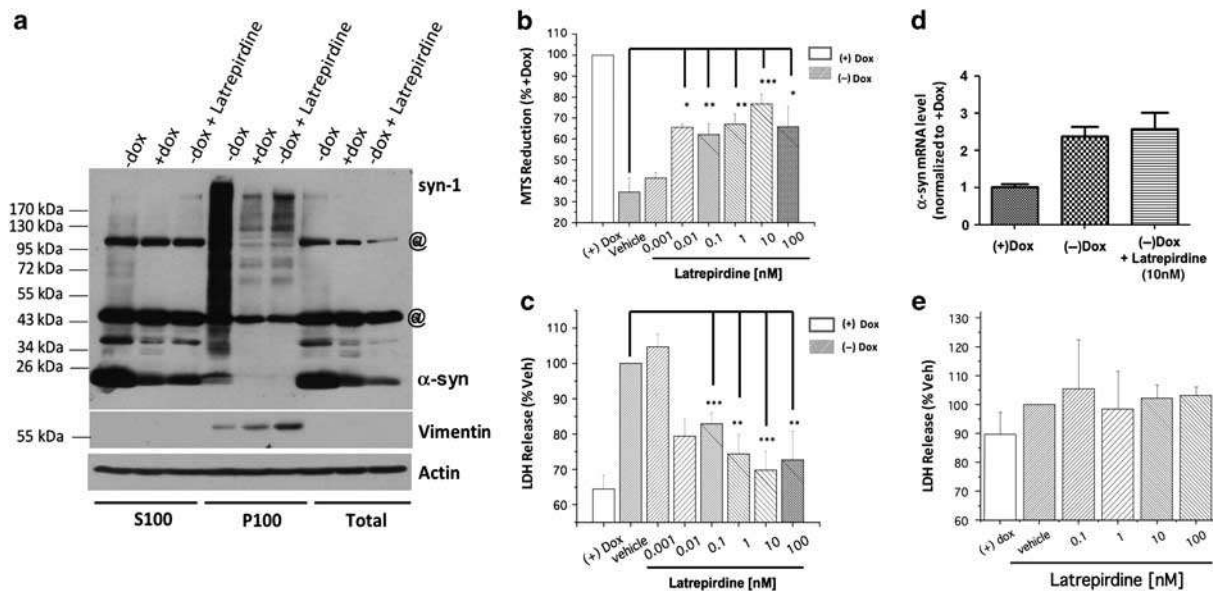 a
-dox
+dox
-dox + Latrepirdine
-dox
+dox
-dox + Latrepirdine
-dox
+dox
-dox + Latrepirdine
syn-1
170 kDa
130 kDa
95 kDa
72 kDa
55 kDa
43 kDa
34 kDa
26 kDa
@
@
α-syn
55 kDa
Vimentin
Actin
S100
P100
Total
b
MTS Reduction (% +Dox)
110
100
90
80
70
60
50
40
30
20
(+) Dox
(−) Dox
*
**
**
***
*
(+) Dox
Vehicle
0.001
0.01
0.1
1
10
100
Latrepirdine [nM]
c
LDH Release (% Veh)
110
100
90
80
70
60
(+) Dox
(−) Dox
***
**
***
**
(+) Dox
vehicle
0.001
0.01
0.1
1
10
100
Latrepirdine [nM]
d
α-syn mRNA level
(normalized to +Dox)
4
3
2
1
0
(+)Dox
(−)Dox
(−)Dox
+ Latrepirdine
(10nM)
e
LDH Release (% Veh)
130
120
110
100
90
80
70
60
(+) dox
vehicle
0.1
1
10
100
Latrepirdine [nM]